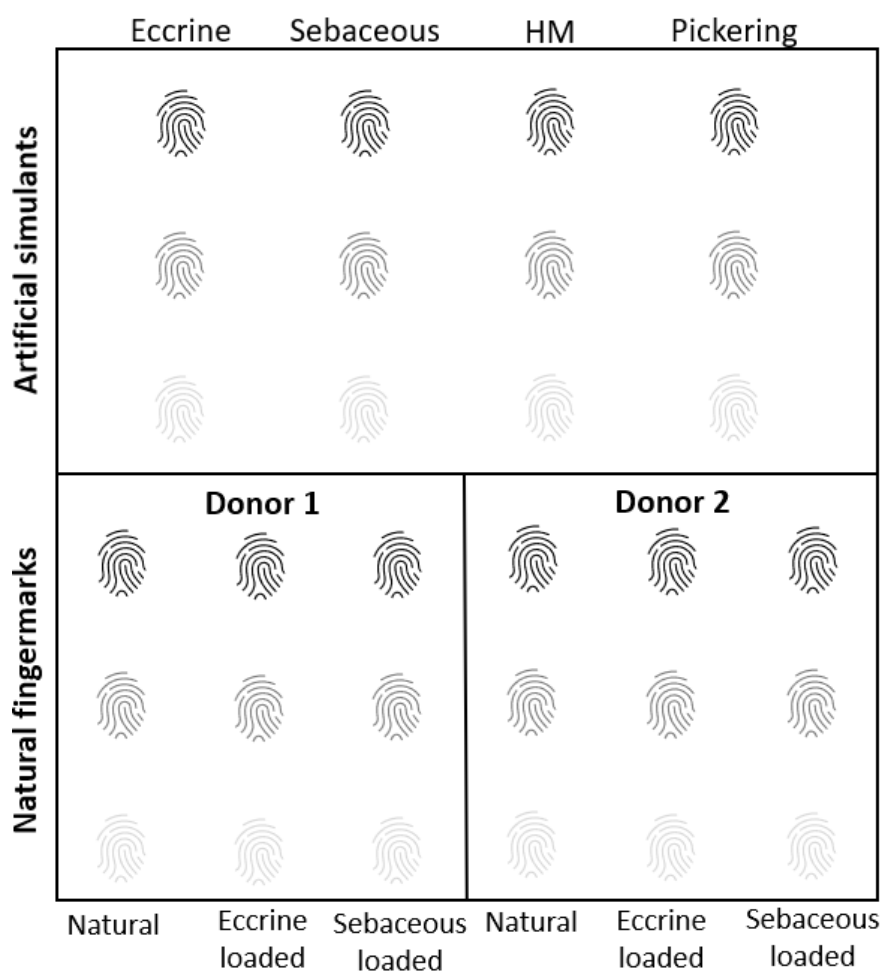 Eccrine Sebaceous HM Pickering
Artificial simulants
Donor 1 Donor 2
Natural fingermarks
Natural Eccrine loaded Sebaceous loaded Natural Eccrine loaded Sebaceous loaded